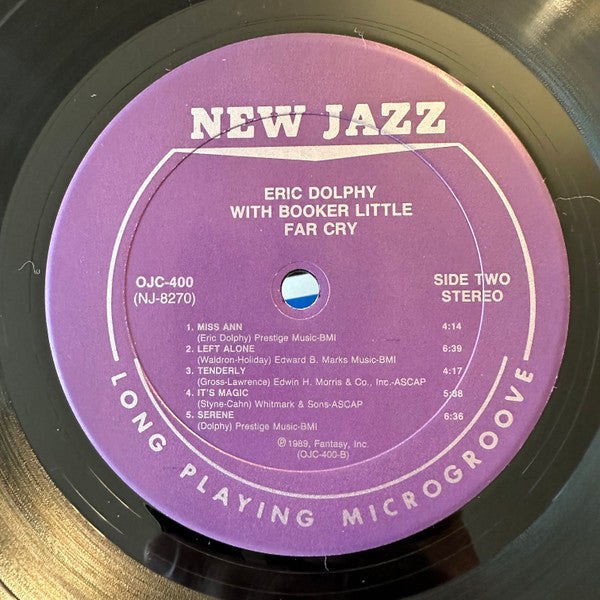 NEW JAZZ
ERIC DOLPHY
WITH BOOKER LITTLE
FAR CRY
OJC-400
(NJ-8270)
SIDE TWO
STEREO
1. MISS ANN 4:14
(Eric Dolphy) Prestige Music-BMI
2. LEFT ALONE 6:39
(Waldron-Holiday) Edward B. Marks Music-BMI
3. TENDERLY 4:17
(Gross-Lawrence) Edwin H. Morris & Co., Inc.-ASCAP
4. IT'S MAGIC 5:38
(Styne-Cahn) Whitmark & Sons-ASCAP
5. SERENE 6:36
(Dolphy) Prestige Music-BMI
℗1989, Fantasy, Inc.
(OJC-400-B)
LONG PLAYING MICROGROOVE